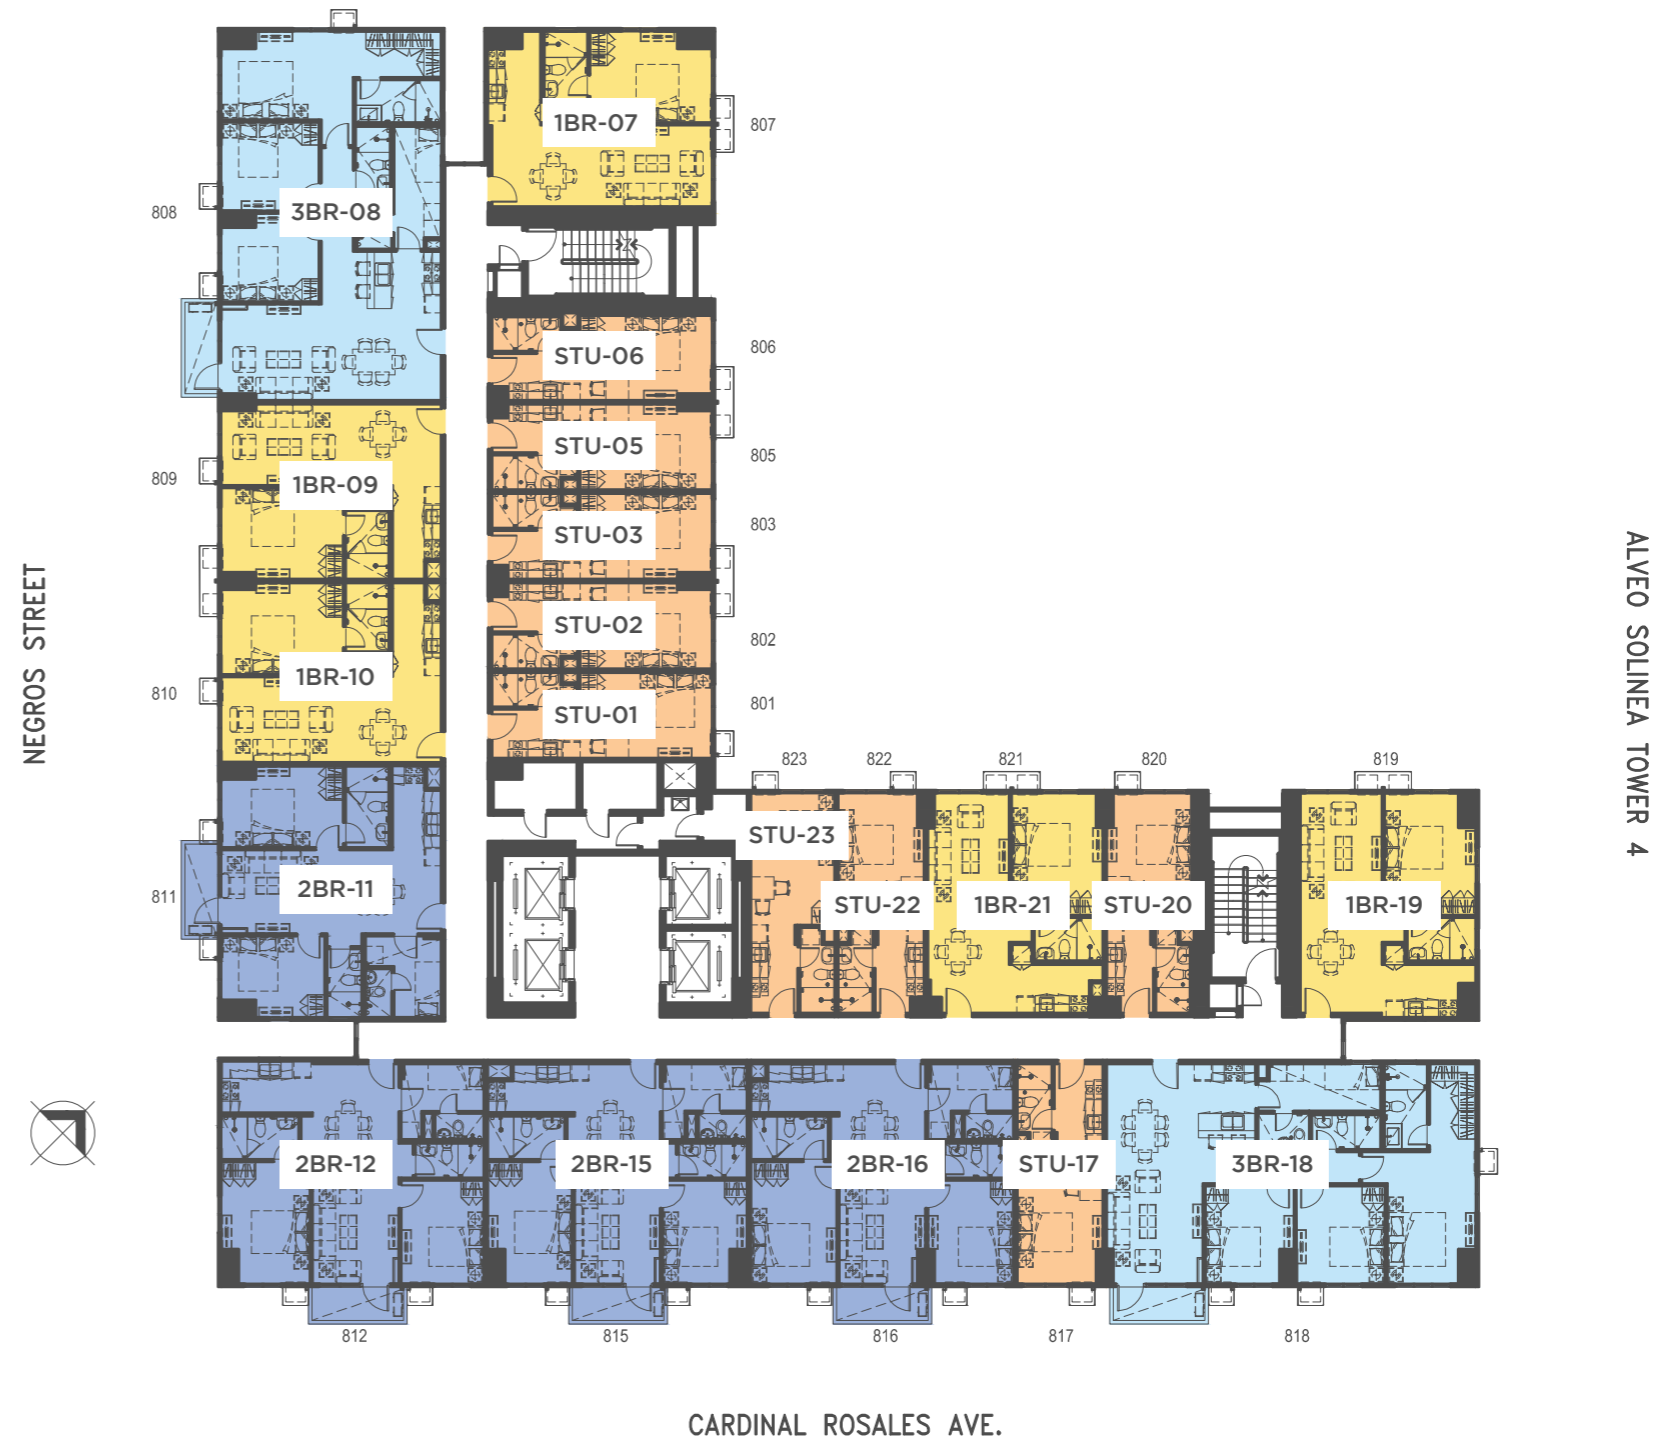 1BR-07
807
3BR-08
808
STU-06
806
STU-05
805
1BR-09
809
STU-03
803
STU-02
802
1BR-10
810
STU-01
801
NEGROS STREET
ALVEO SOLINEA TOWER 4
823
822
821
820
819
STU-23
2BR-11
811
STU-22
1BR-21
STU-20
1BR-19
2BR-12
2BR-15
2BR-16
STU-17
3BR-18
812
815
816
817
818
CARDINAL ROSALES AVE.